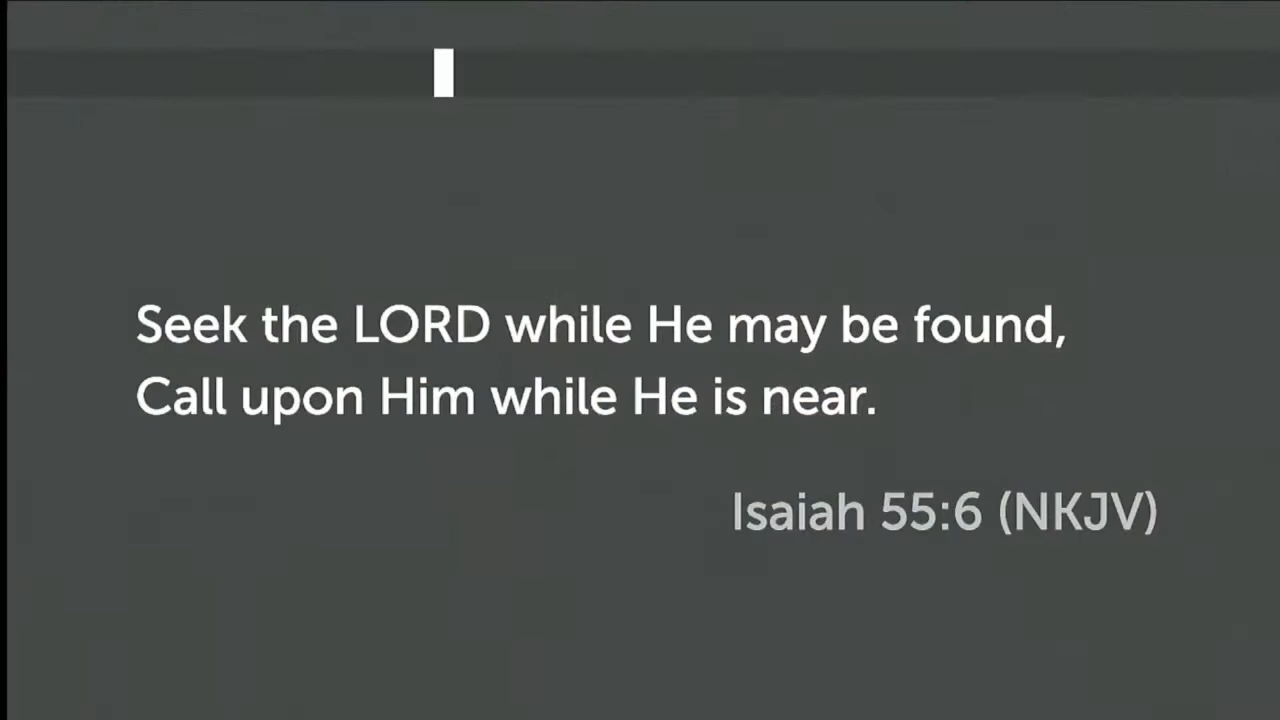 Seek the LORD while He may be found,
Call upon Him while He is near.
Isaiah 55:6 (NKJV)